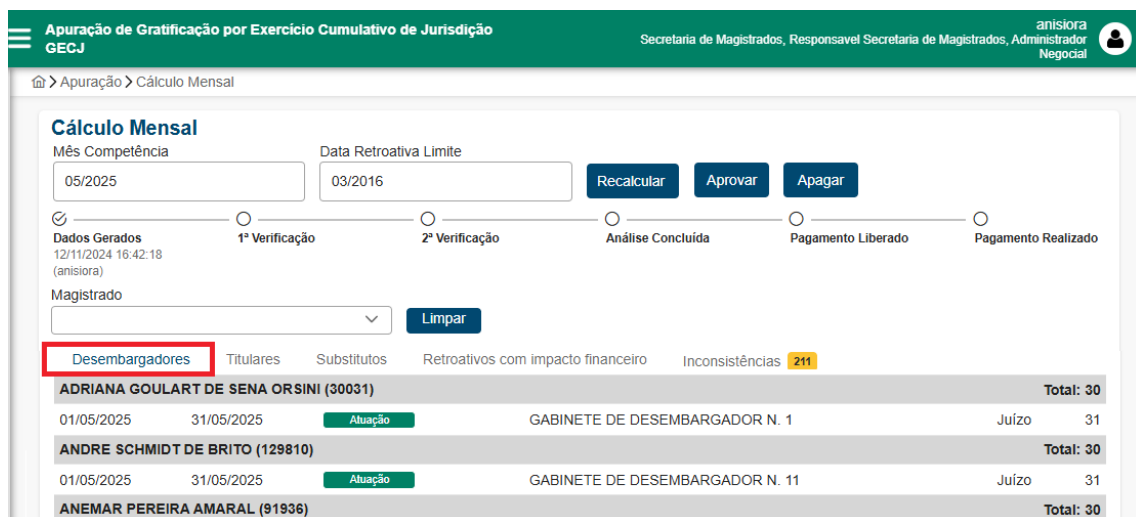 Apuração de Gratificação por Exercício Cumulativo de Jurisdição
GECJ
anisiora
Secretaria de Magistrados, Responsavel Secretaria de Magistrados, Administrador
Negocial
Apuração Cálculo Mensal
Cálculo Mensal
Mês Competência Data Retroativa Limite
05/2025 03/2016 Recalcular Aprovar Apagar
Dados Gerados 1ª Verificação 2ª Verificação Análise Concluída Pagamento Liberado Pagamento Realizado
12/11/2024 16:42:18
(anisiora)
Magistrado
Limpar
Desembargadores Titulares Substitutos Retroativos com impacto financeiro Inconsistências 211
ADRIANA GOULART DE SENA ORSINI (30031) Total: 30
01/05/2025 31/05/2025 Atuação GABINETE DE DESEMBARGADOR N. 1 Juízo 31
ANDRE SCHMIDT DE BRITO (129810) Total: 30
01/05/2025 31/05/2025 Atuação GABINETE DE DESEMBARGADOR N. 11 Juízo 31
ANEMAR PEREIRA AMARAL (91936) Total: 30